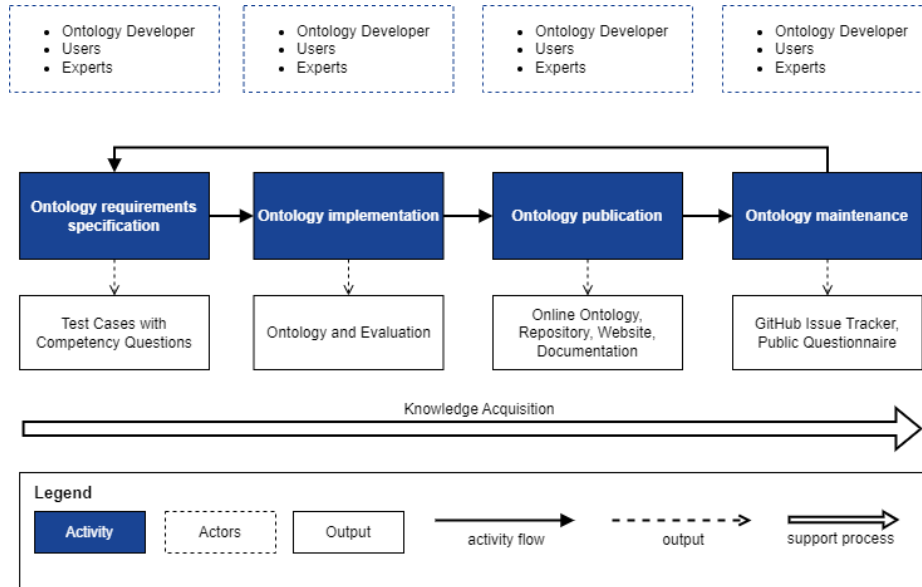 • Ontology Developer
• Users
• Experts
• Ontology Developer
• Users
• Experts
• Ontology Developer
• Users
• Experts
• Ontology Developer
• Users
• Experts
Ontology requirements
specification
Ontology implementation
Ontology publication
Ontology maintenance
Test Cases with
Competency Questions
Ontology and Evaluation
Online Ontology,
Repository, Website,
Documentation
GitHub Issue Tracker,
Public Questionnaire
Knowledge Acquisition
Legend
Activity
Actors
Output
activity flow
output
support process